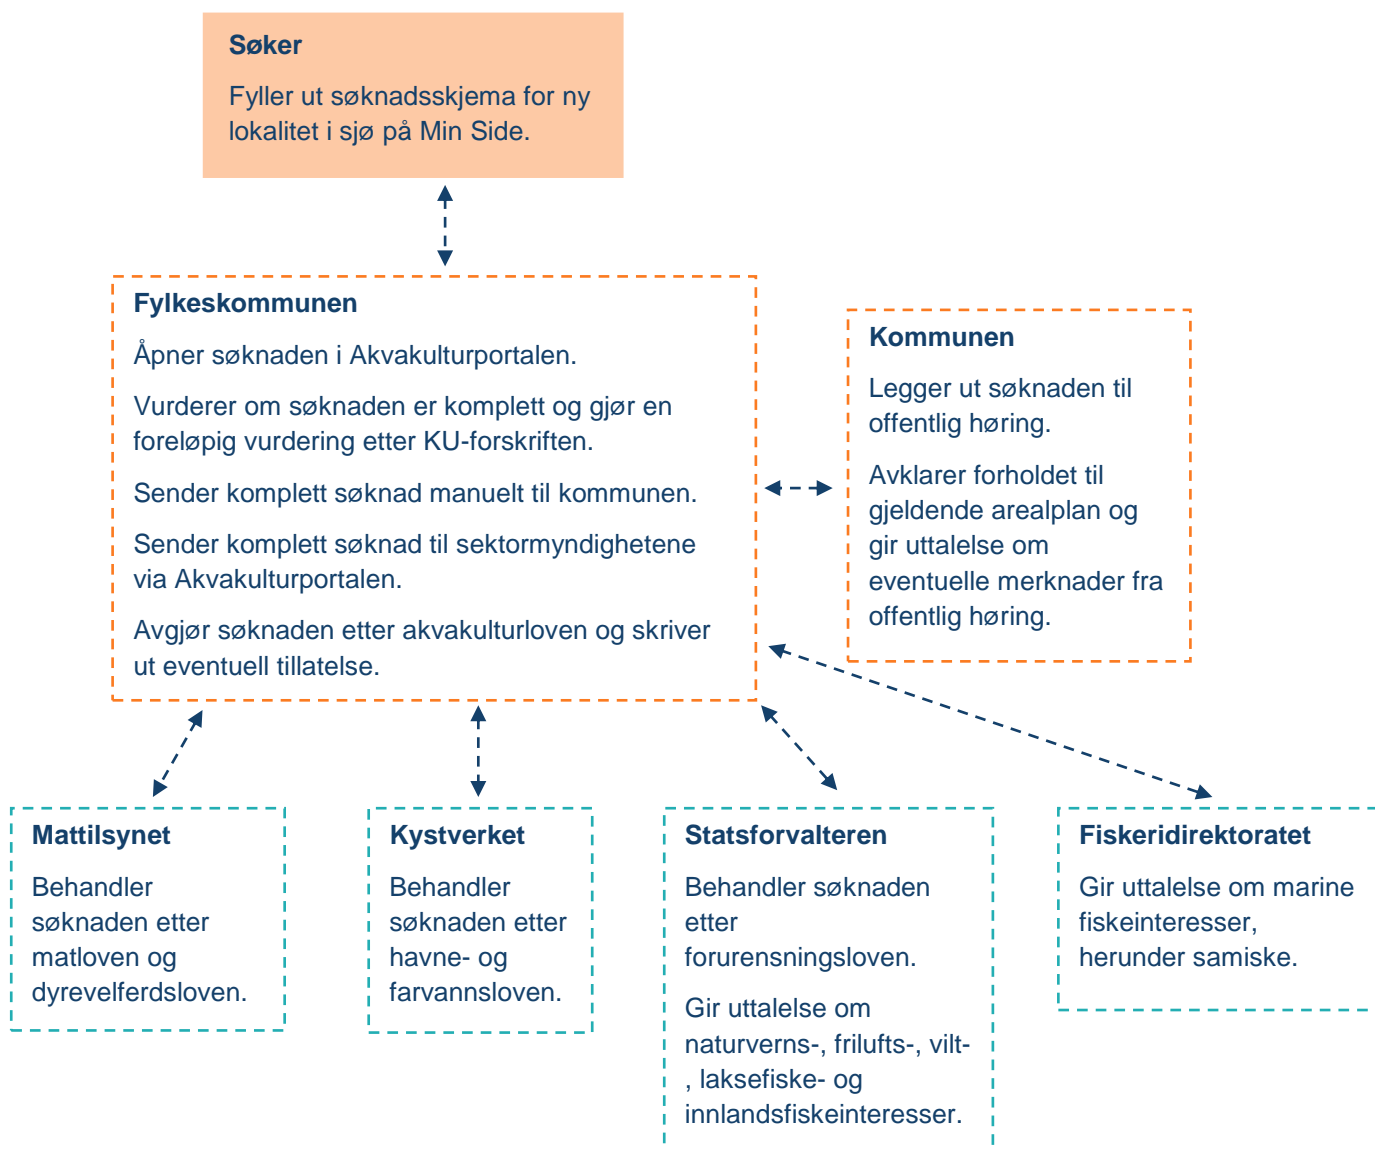 Søker
Fyller ut søknadsskjema for ny
lokalitet i sjø på Min Side.
Fylkeskommunen
Åpner søknaden i Akvakulturportalen.
Vurderer om søknaden er komplett og gjør en
foreløpig vurdering etter KU-forskriften.
Sender komplett søknad manuelt til kommunen.
Sender komplett søknad til sektormyndighetene
via Akvakulturportalen.
Avgjør søknaden etter akvakulturloven og skriver
ut eventuell tillatelse.
Kommunen
Legger ut søknaden til
offentlig høring.
Avklarer forholdet til
gjeldende arealplan og
gir uttalelse om
eventuelle merknader fra
offentlig høring.
Mattilsynet
Behandler
søknaden etter
matloven og
dyrevelferdsloven.
Kystverket
Behandler
søknaden etter
havne- og
farvannsloven.
Statsforvalteren
Behandler søknaden
etter
forurensningsloven.
Gir uttalelse om
naturverns-, frilufts-, vilt-
, laksefiske- og
innlandsfiskeinteresser.
Fiskeridirektoratet
Gir uttalelse om marine
fiskeinteresser,
herunder samiske.